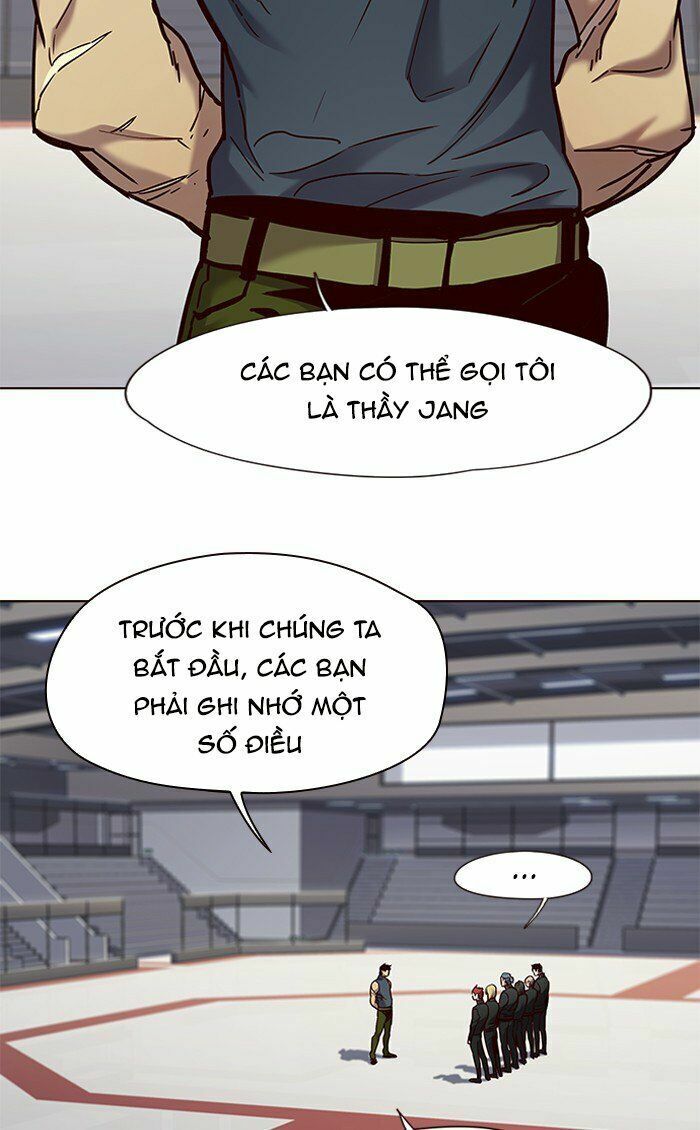 CÁC BẠN CÓ THỂ GỌI TÔI
LÀ THẦY JANG
TRƯỚC KHI CHÚNG TA
BẮT ĐẦU, CÁC BẠN
PHẢI GHI NHỚ MỘT
SỐ ĐIỀU
...